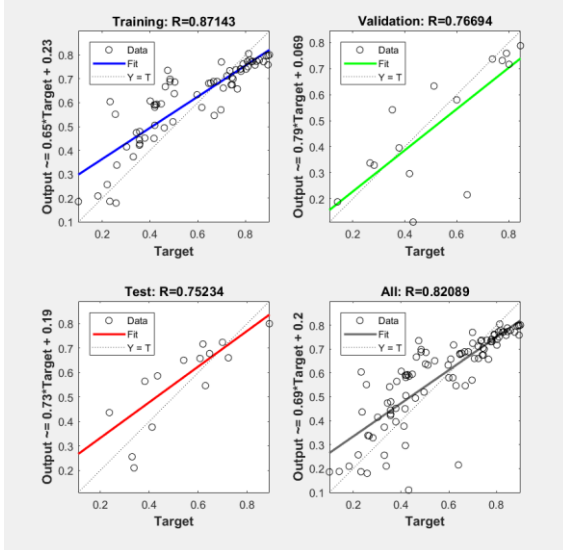 Training: R=0.87143
Output ~= 0.65*Target + 0.23
Data
Fit
Y = T
0.8
0.7
0.6
0.5
0.4
0.3
0.2
0.1
0.2
0.4
0.6
0.8
Target
Validation: R=0.76694
Output ~= 0.79*Target + 0.069
Data
Fit
Y = T
0.8
0.7
0.6
0.5
0.4
0.3
0.2
0.2
0.4
0.6
0.8
Target
Test: R=0.75234
Output ~= 0.73*Target + 0.19
Data
Fit
Y = T
0.8
0.7
0.6
0.5
0.4
0.3
0.2
0.2
0.4
0.6
0.8
Target
All: R=0.82089
Output ~= 0.69*Target + 0.2
Data
Fit
Y = T
0.8
0.7
0.6
0.5
0.4
0.3
0.2
0.1
0.2
0.4
0.6
0.8
Target